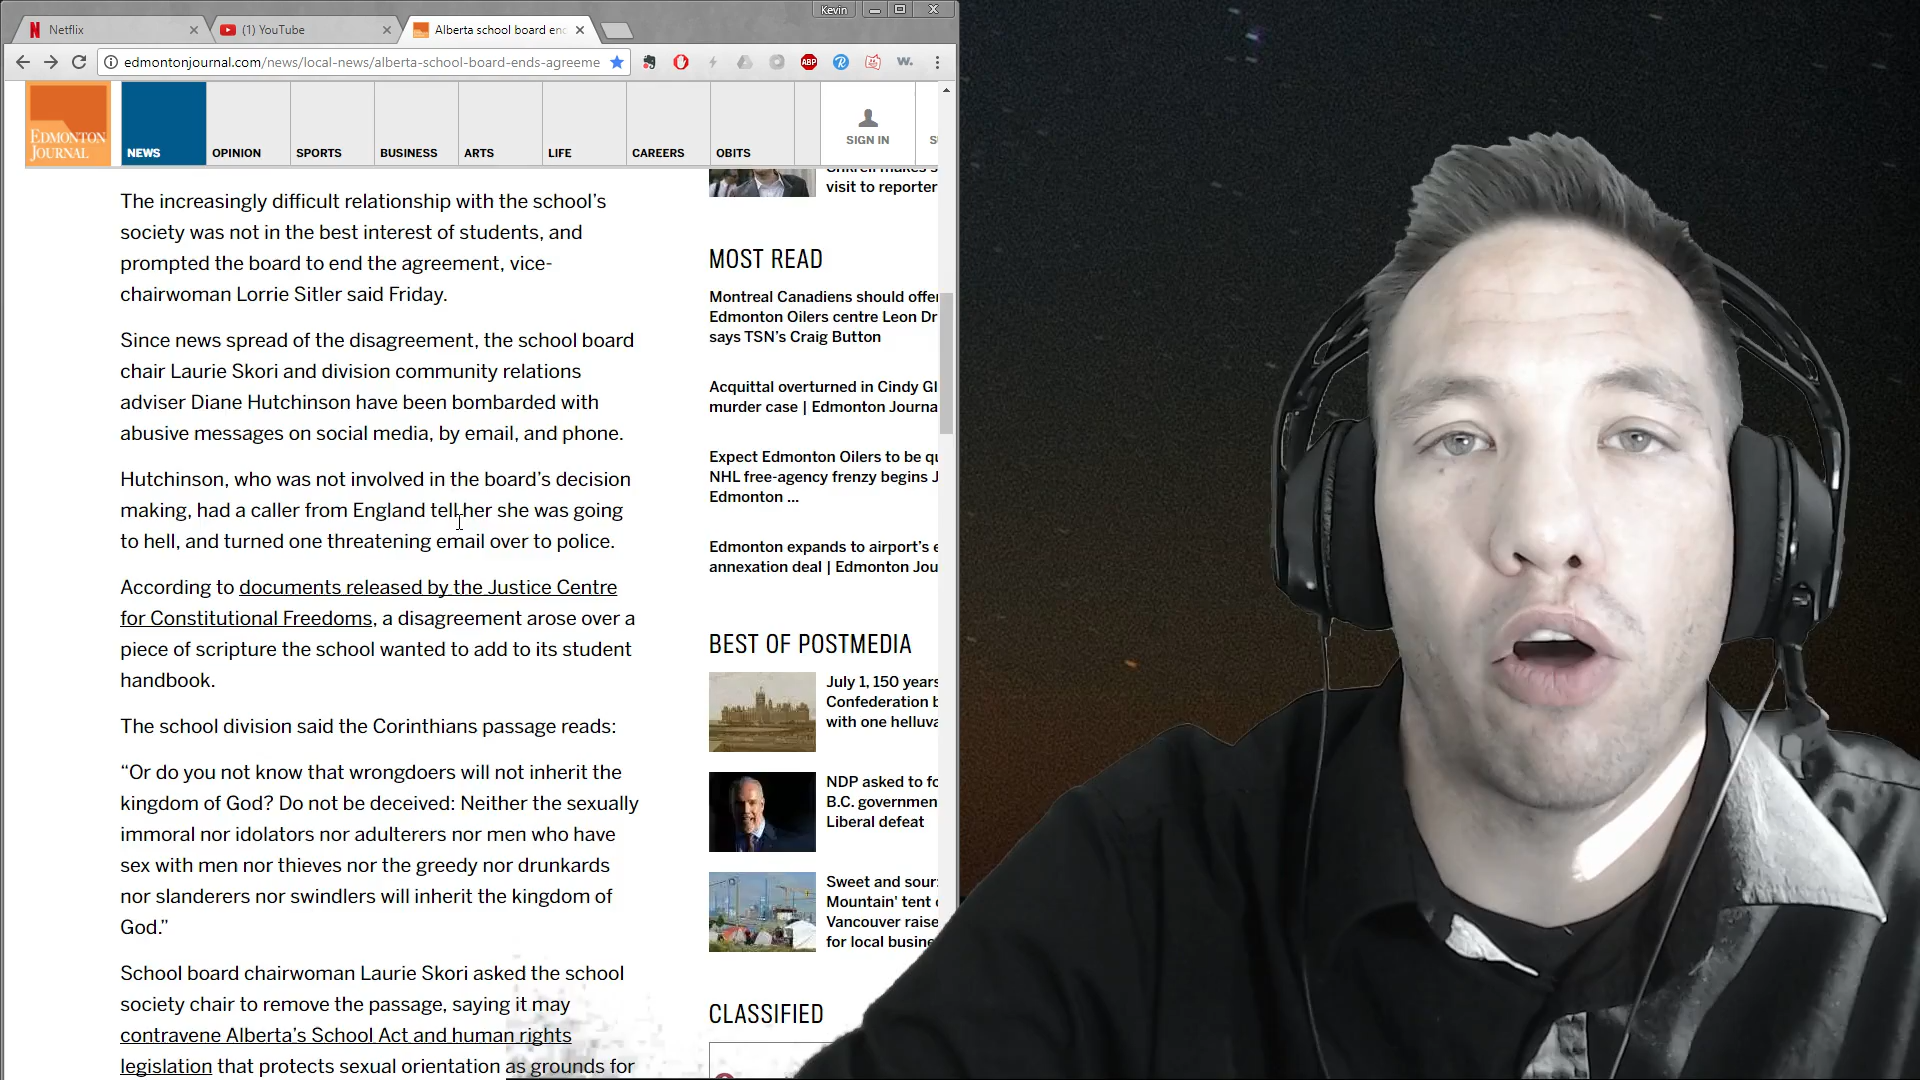 Kevin
Netflix
(1) YouTube
Alberta school board en
edmontonjournal.com/news/local-news/alberta-school-board-ends-agreeme
ABP
W.
EDMONTON
JOURNAL
NEWS
OPINION
SPORTS
BUSINESS
ARTS
LIFE
CAREERS
OBITS
SIGN IN
The increasingly difficult relationship with the school’s
society was not in the best interest of students, and
prompted the board to end the agreement, vice-
chairwoman Lorrie Sitler said Friday.
Since news spread of the disagreement, the school board
chair Laurie Skori and division community relations
adviser Diane Hutchinson have been bombarded with
abusive messages on social media, by email, and phone.
Hutchinson, who was not involved in the board’s decision
making, had a caller from England tell her she was going
to hell, and turned one threatening email over to police.
According to documents released by the Justice Centre
for Constitutional Freedoms, a disagreement arose over a
piece of scripture the school wanted to add to its student
handbook.
The school division said the Corinthians passage reads:
“Or do you not know that wrongdoers will not inherit the
kingdom of God? Do not be deceived: Neither the sexually
immoral nor idolators nor adulterers nor men who have
sex with men nor thieves nor the greedy nor drunkards
nor slanderers nor swindlers will inherit the kingdom of
God.”
School board chairwoman Laurie Skori asked the school
society chair to remove the passage, saying it may
contravene Alberta’s School Act and human rights
legislation that protects sexual orientation as grounds for
visit to reporter
MOST READ
Montreal Canadiens should offe
Edmonton Oilers centre Leon Dr
says TSN’s Craig Button
Acquittal overturned in Cindy Gl
murder case | Edmonton Journa
Expect Edmonton Oilers to be qu
NHL free-agency frenzy begins J
Edmonton ...
Edmonton expands to airport’s e
annexation deal | Edmonton Jou
BEST OF POSTMEDIA
July 1, 150 years
Confederation b
with one helluva
NDP asked to fo
B.C. governmen
Liberal defeat
Sweet and sour
Mountain’ tent c
Vancouver raise
for local busine
CLASSIFIED